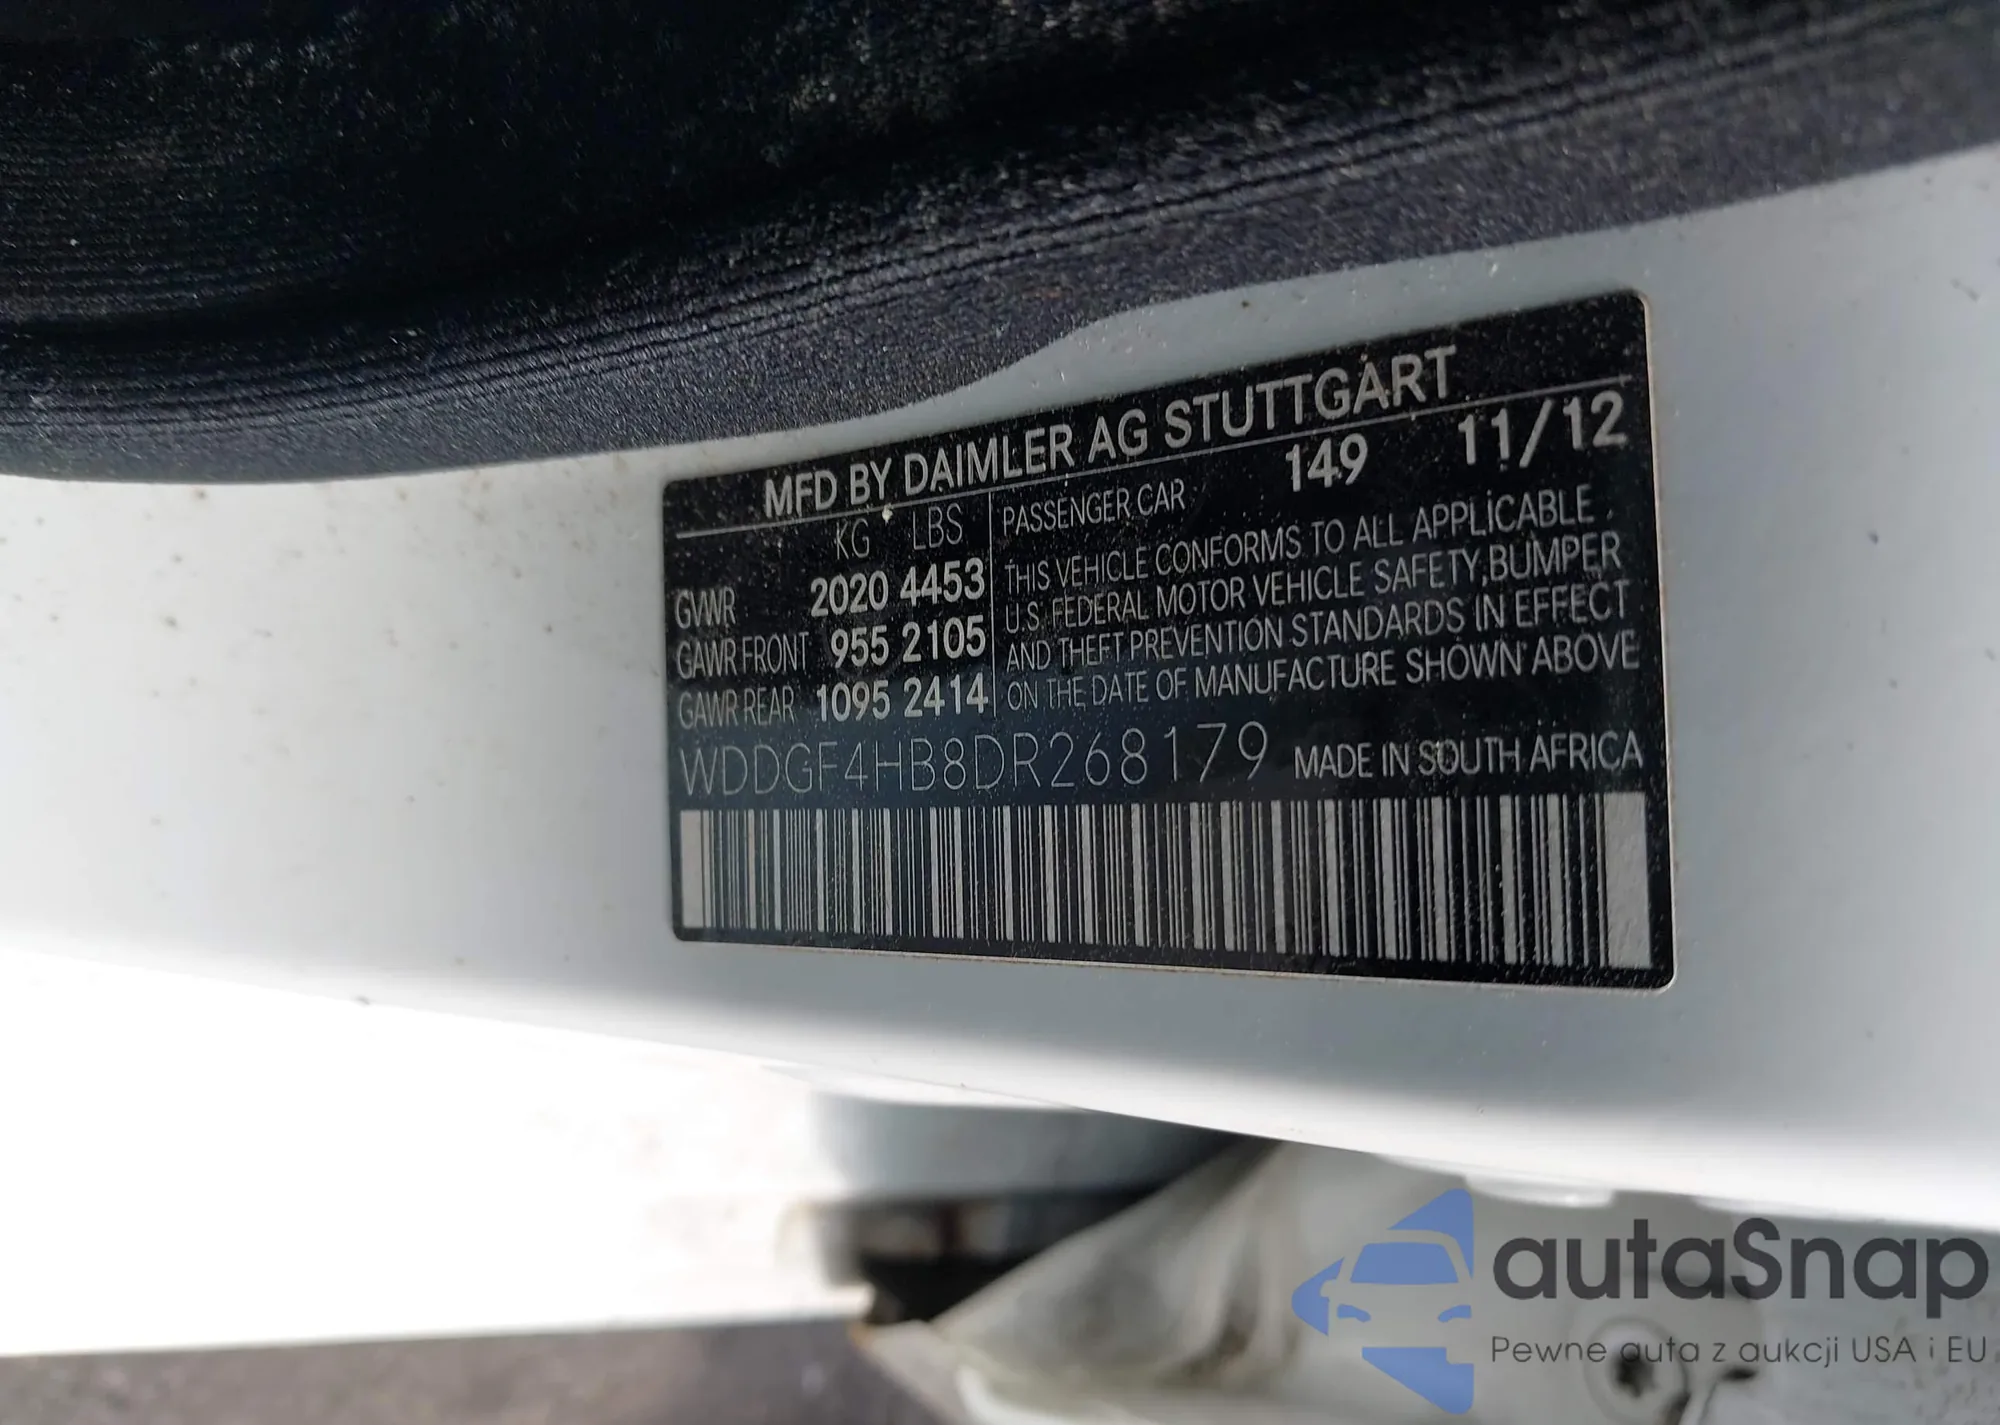 MFD BY DAIMLER AG STUTTGART
KG LBS PASSENGER CAR 149 11/12
GVWR 2020 4453 THIS VEHICLE CONFORMS TO ALL APPLICABLE
U.S. FEDERAL MOTOR VEHICLE SAFETY, BUMPER
GAWR FRONT 955 2105 AND THEFT PREVENTION STANDARDS IN EFFECT
GAWR REAR 1095 2414 ON THE DATE OF MANUFACTURE SHOWN ABOVE
WDDGF4HB8DR268179 MADE IN SOUTH AFRICA
autaSnap
Pewne auta z aukcji USA i EU